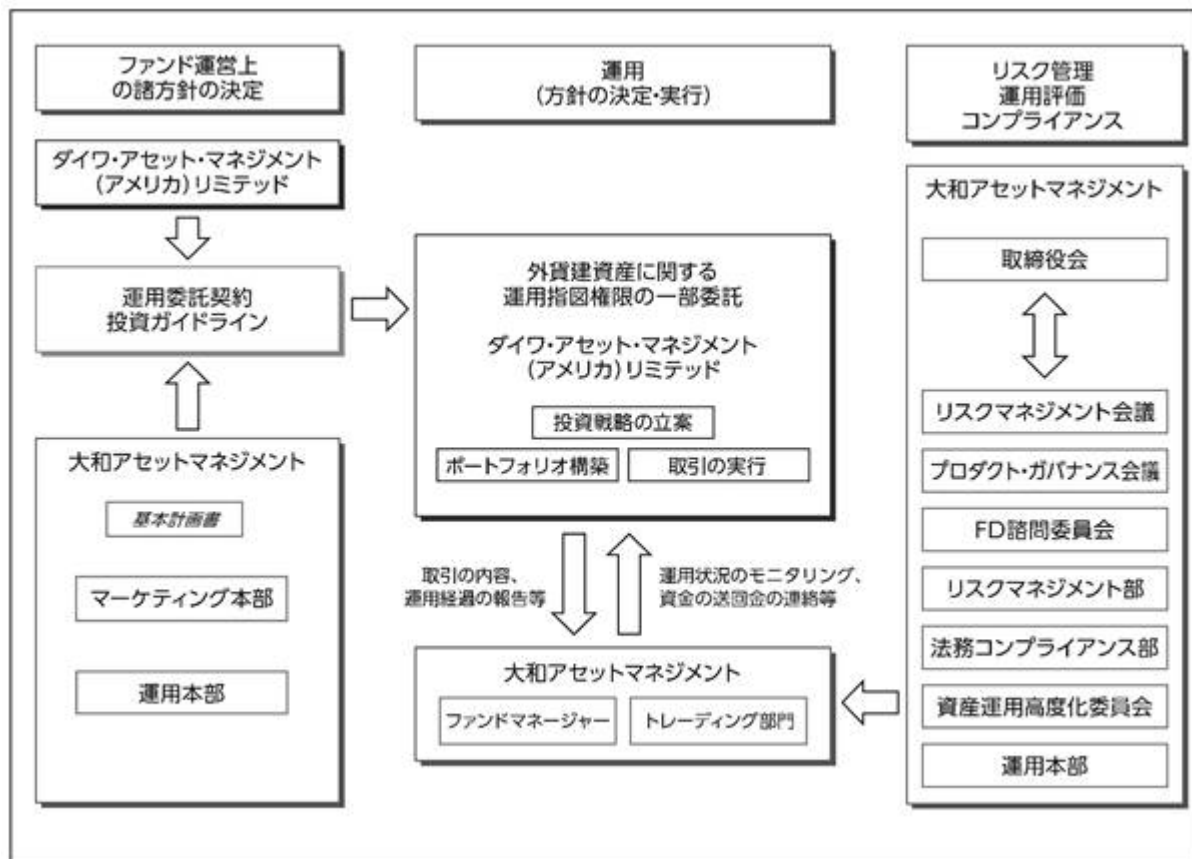 ファンド運営上
の諸方針の決定
ダイワ・アセット・マネジメント
(アメリカ)リミテッド
運用委託契約
投資ガイドライン
大和アセットマネジメント
基本計画書
マーケティング本部
運用本部
運用
(方針の決定・実行)
外貨建資産に関する
運用指図権限の一部委託
ダイワ・アセット・マネジメント
(アメリカ)リミテッド
投資戦略の立案
ポートフォリオ構築
取引の実行
取引の内容、
運用経過の報告等
運用状況のモニタリング、
資金の送回金の連絡等
大和アセットマネジメント
ファンドマネージャー
トレーディング部門
リスク管理
運用評価
コンプライアンス
大和アセットマネジメント
取締役会
リスクマネジメント会議
プロダクト・ガバナンス会議
FD諮問委員会
リスクマネジメント部
法務コンプライアンス部
資産運用高度化委員会
運用本部